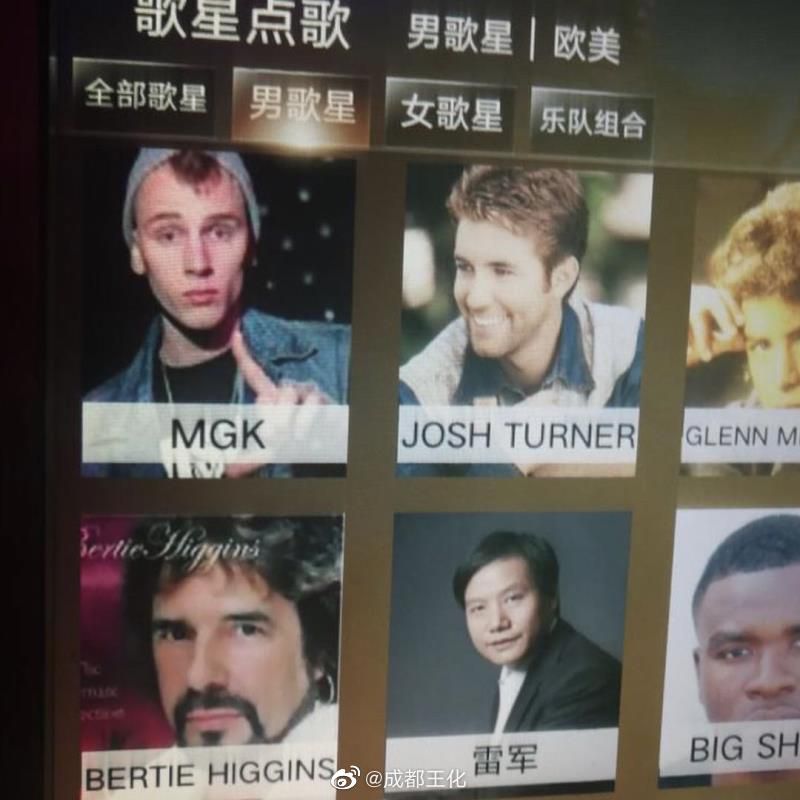 歌星点歌 男歌星 | 欧美
全部歌星 男歌星 女歌星 乐队组合
MGK JOSH TURNER GLENN M
Bertie Higgins
BERTIE HIGGINS 雷军 BIG SH
@成都王化